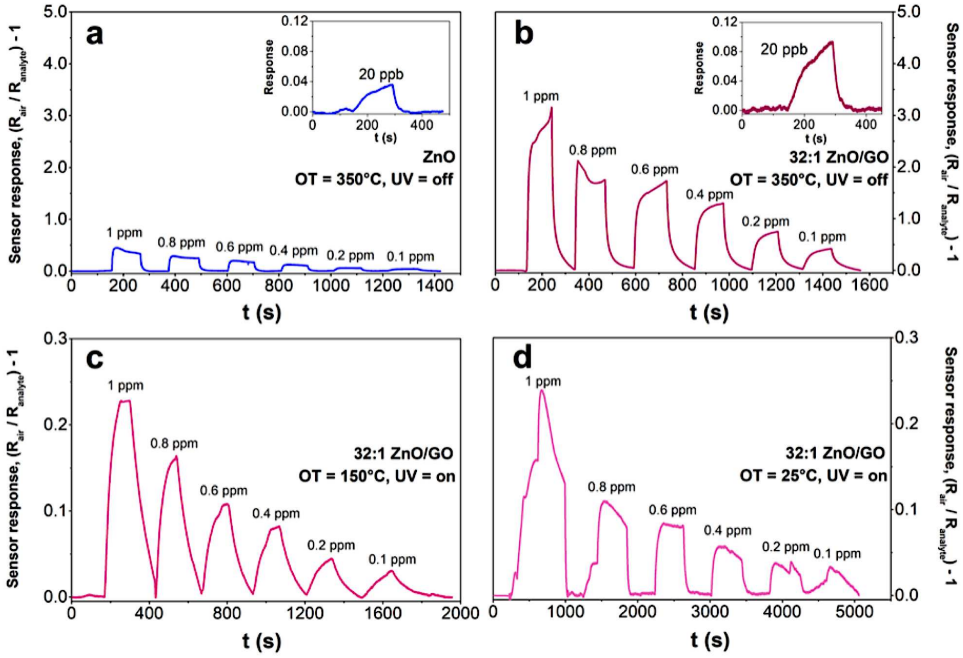 a
5.0
4.0
3.0
2.0
1.0
0.0
Sensor response, (R_air / R_analyte) - 1
0.12
0.08
0.04
0.00
Response
20 ppb
0 200 400
t (s)
ZnO
OT = 350°C, UV = off
1 ppm
0.8 ppm
0.6 ppm
0.4 ppm
0.2 ppm
0.1 ppm
0 200 400 600 800 1000 1200 1400
t (s)
b
5.0
4.0
3.0
2.0
1.0
0.0
Sensor response, (R_air / R_analyte) - 1
0.12
0.08
0.04
0.00
Response
20 ppb
0 200 400
t (s)
1 ppm
0.8 ppm
32:1 ZnO/GO
OT = 350°C, UV = off
0.6 ppm
0.4 ppm
0.2 ppm
0.1 ppm
0 200 400 600 800 1000 1200 1400 1600
t (s)
c
0.3
0.2
0.1
0.0
Sensor response, (R_air / R_analyte) - 1
1 ppm
0.8 ppm
32:1 ZnO/GO
OT = 150°C, UV = on
0.6 ppm
0.4 ppm
0.2 ppm
0.1 ppm
0 400 800 1200 1600 2000
t (s)
d
0.3
0.2
0.1
0.0
Sensor response, (R_air / R_analyte) - 1
1 ppm
32:1 ZnO/GO
OT = 25°C, UV = on
0.8 ppm
0.6 ppm
0.4 ppm
0.2 ppm
0.1 ppm
0 1000 2000 3000 4000 5000
t (s)